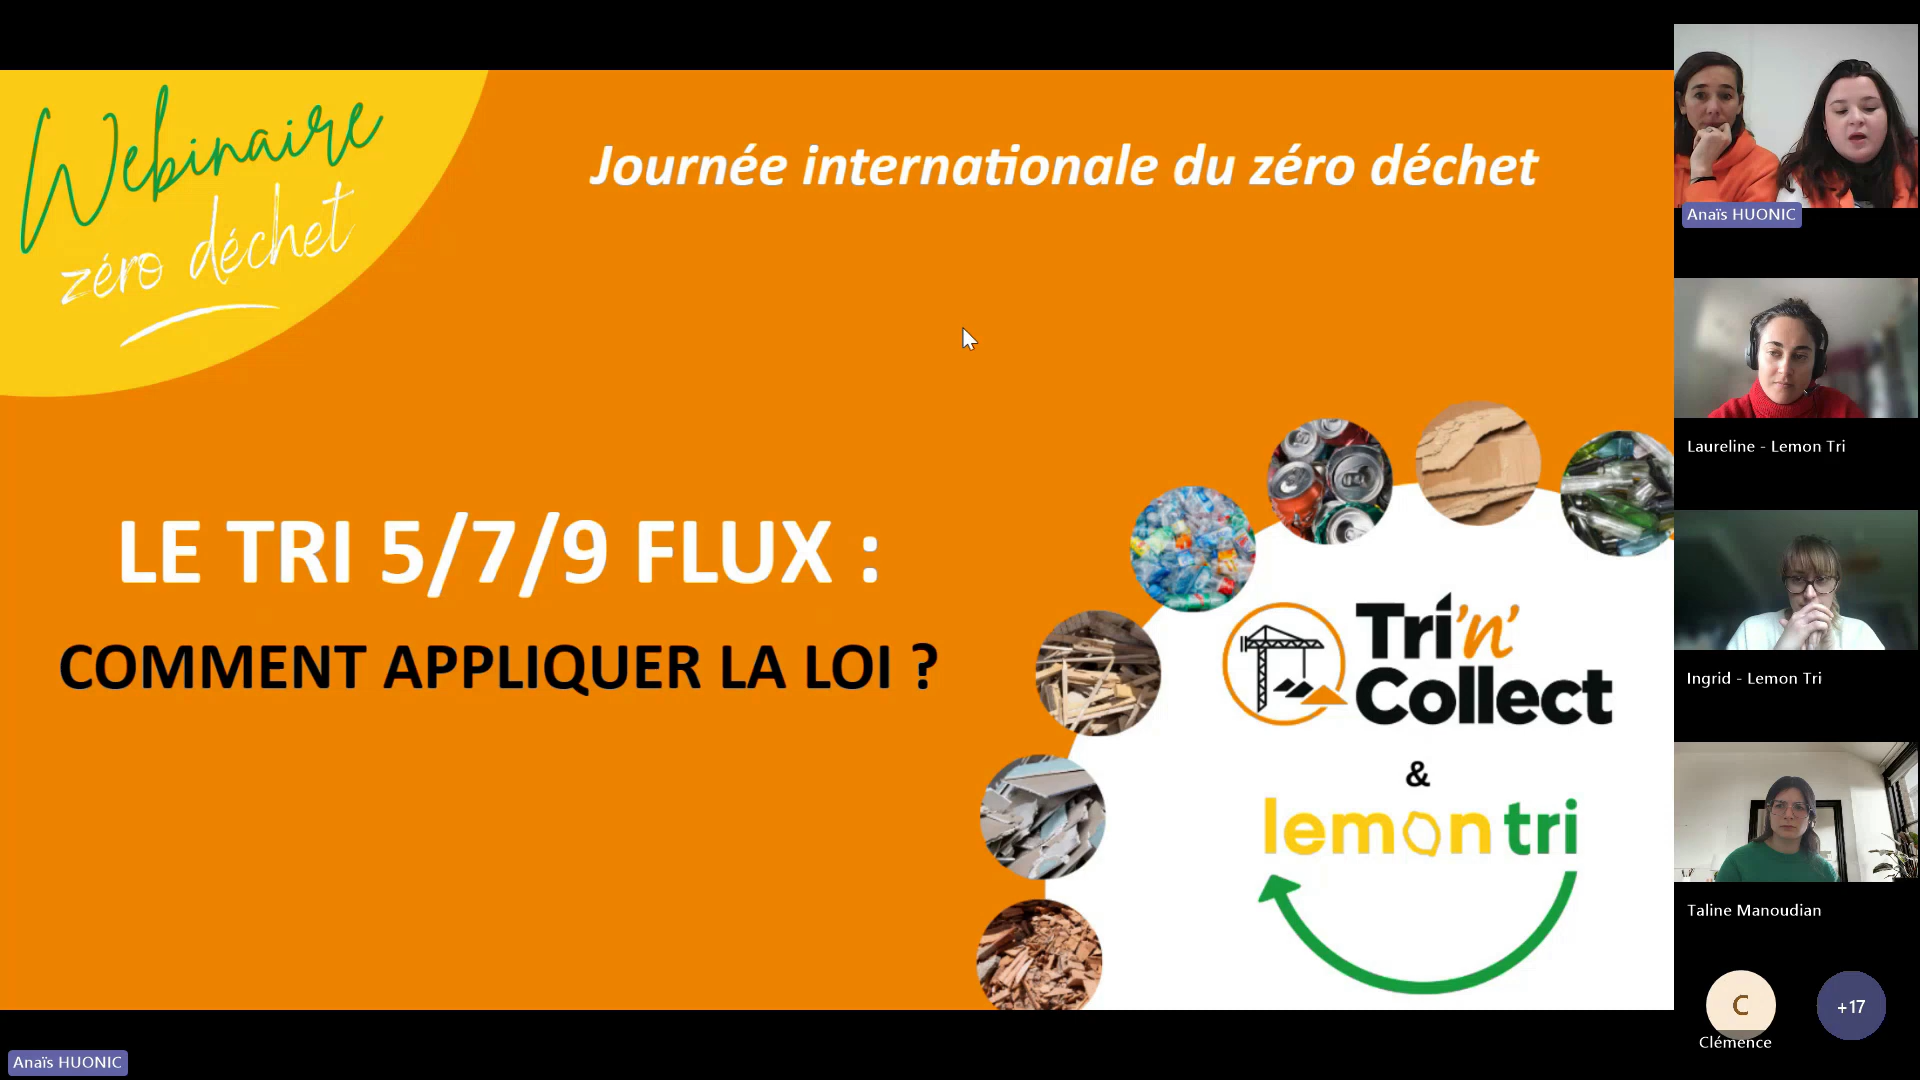 Webinaire
zéro déchet
Journée internationale du zéro déchet
LE TRI 5/7/9 FLUX :
COMMENT APPLIQUER LA LOI ?
Tri'n'
Collect
&
lemon tri
Anaïs HUONIC
Laureline - Lemon Tri
Ingrid - Lemon Tri
Taline Manoudian
C
Clémence
+17
Anaïs HUONIC